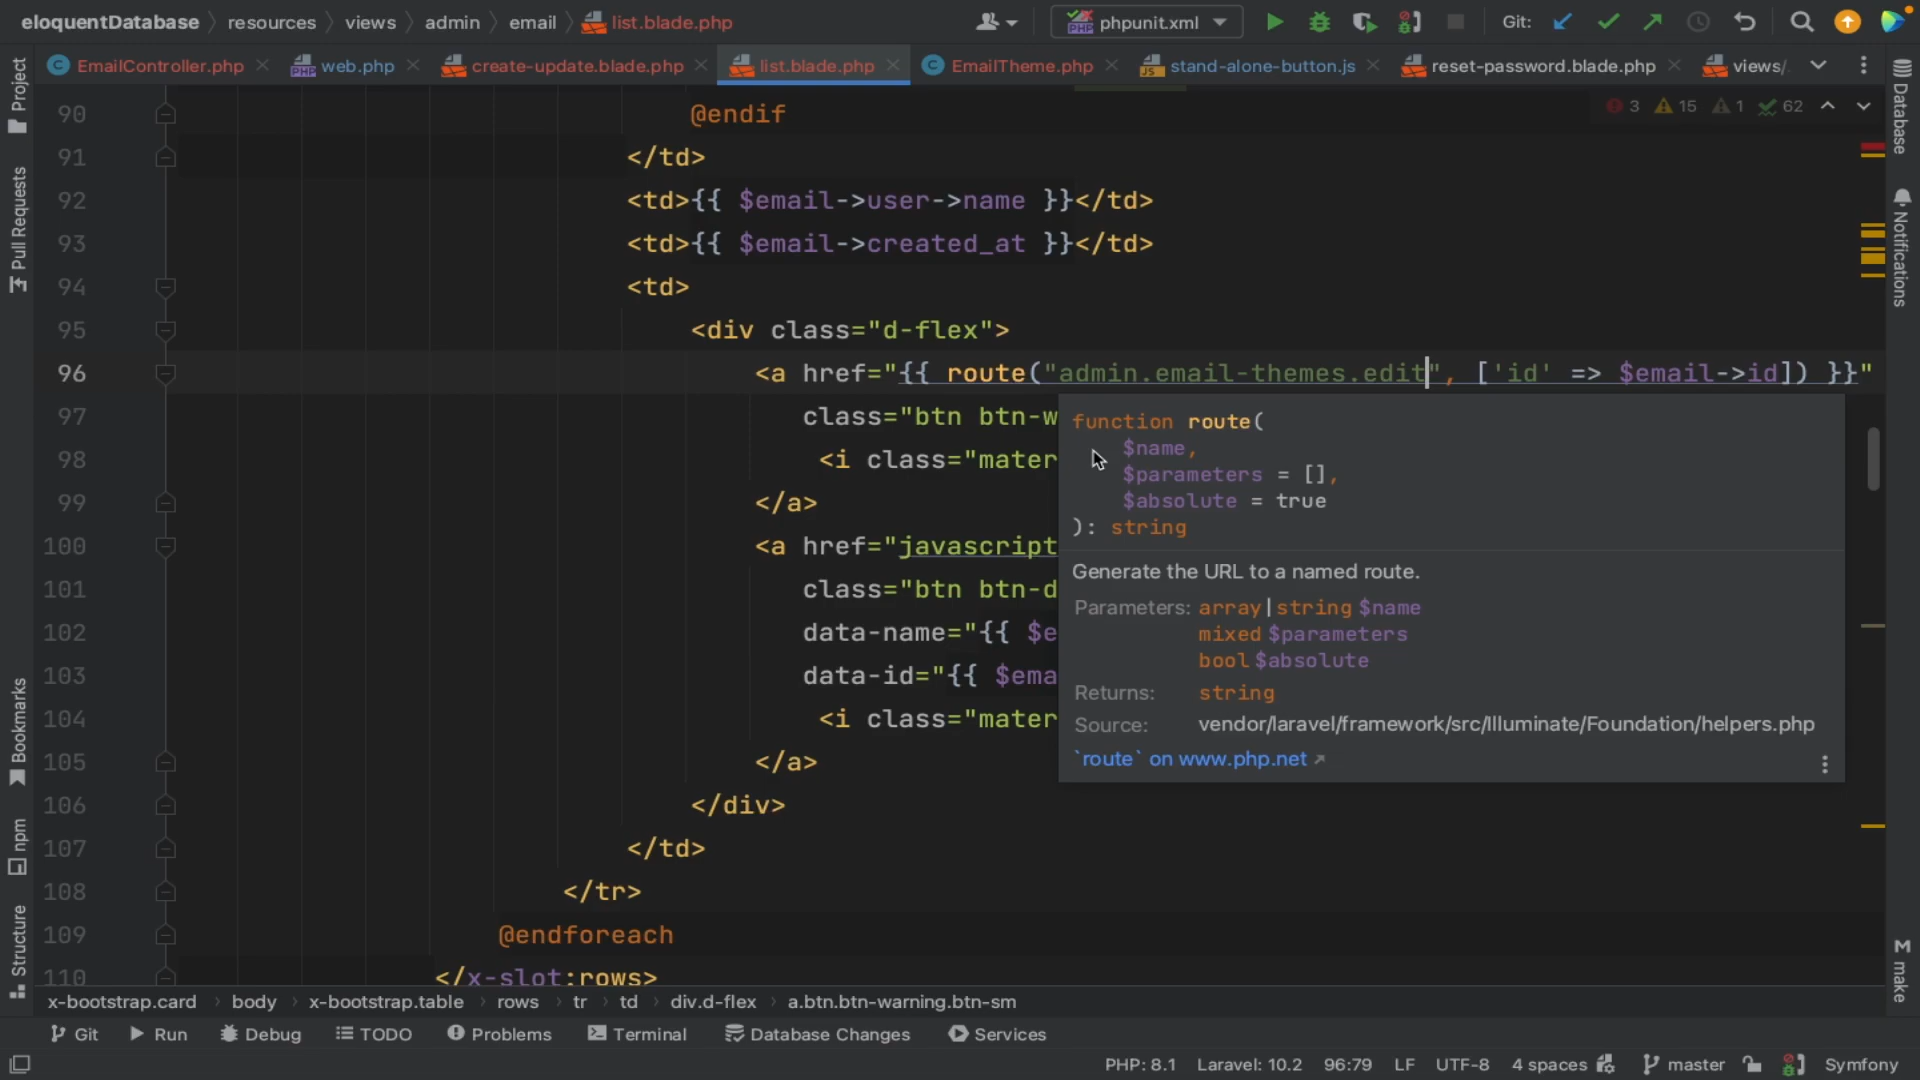 eloquentDatabase resources views admin email list.blade.php phpunit.xml Git:
EmailController.php web.php create-update.blade.php list.blade.php EmailTheme.php stand-alone-button.js reset-password.blade.php views/
3 15 1 62
90 @endif
91 </td>
92 <td>{{ $email->user->name }}</td>
93 <td>{{ $email->created_at }}</td>
94 <td>
95 <div class="d-flex">
96 <a href="{{ route("admin.email-themes.edit", ['id' => $email->id]) }}"
97 class="btn btn-w
98 <i class="mater
99 </a>
100 <a href="javascript
101 class="btn btn-d
102 data-name="{{ $e
103 data-id="{{ $ema
104 <i class="mater
105 </a>
106 </div>
107 </td>
108 </tr>
109 @endforeach
110 </x-slot:rows>
function route(
$name,
$parameters = [],
$absolute = true
): string
Generate the URL to a named route.
Parameters: array|string $name
mixed $parameters
bool $absolute
Returns: string
Source: vendor/laravel/framework/src/Illuminate/Foundation/helpers.php
`route` on www.php.net
Project
Pull Requests
Bookmarks
npm
Structure
Database
Notifications
M make
x-bootstrap.card body x-bootstrap.table rows tr td div.d-flex a.btn.btn-warning.btn-sm
Git Run Debug TODO Problems Terminal Database Changes Services
PHP: 8.1 Laravel: 10.2 96:79 LF UTF-8 4 spaces master Symfony